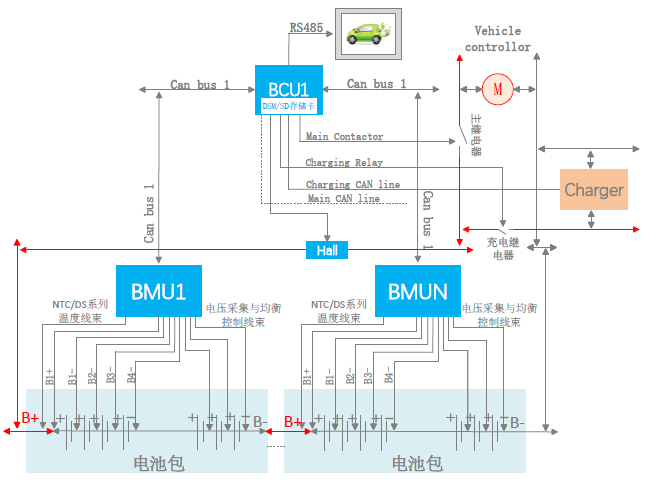 RS485
Vehicle
controllor
Can bus 1
BCU1
DSM/SD存储卡
Can bus 1
M
主继电器
Main Contactor
Charging Relay
Charging CAN line
Main CAN line
Charger
Can bus 1
Can bus 1
充电继
电器
Hall
BMU1
BMUN
NTC/DS系列
温度线束
电压采集与均衡
控制线束
NTC/DS系列
温度线束
电压采集与均衡
控制线束
B1+
B1-
B2-
B3-
B4-
B1+
B1-
B2-
B3-
B4-
B+
+ + + + -
+ + + -
B-
B+
+ + + + -
+ + + -
B-
电池包
电池包